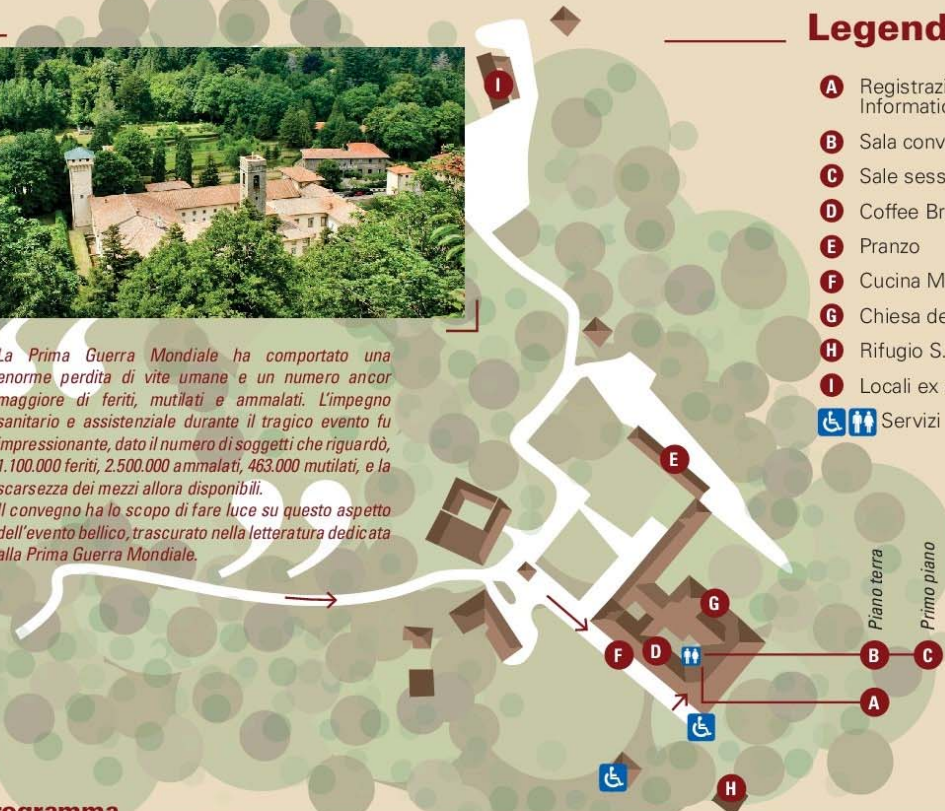 Legend
A Registrazi
Informatio
B Sala conv
C Sale sess
D Coffee Br
E Pranzo
F Cucina M
G Chiesa de
H Rifugio S.
I Locali ex
Servizi
La Prima Guerra Mondiale ha comportato una
enorme perdita di vite umane e un numero ancor
maggiore di feriti, mutilati e ammalati. L'impegno
sanitario e assistenziale durante il tragico evento fu
impressionante, dato il numero di soggetti che riguardò,
1.100.000 feriti, 2.500.000 ammalati, 463.000 mutilati, e la
scarsezza dei mezzi allora disponibili.
Il convegno ha lo scopo di fare luce su questo aspetto
dell'evento bellico, trascurato nella letteratura dedicata
alla Prima Guerra Mondiale.
I
E
G
F
D
Piano terra
Primo piano
B
C
A
H
ogramma